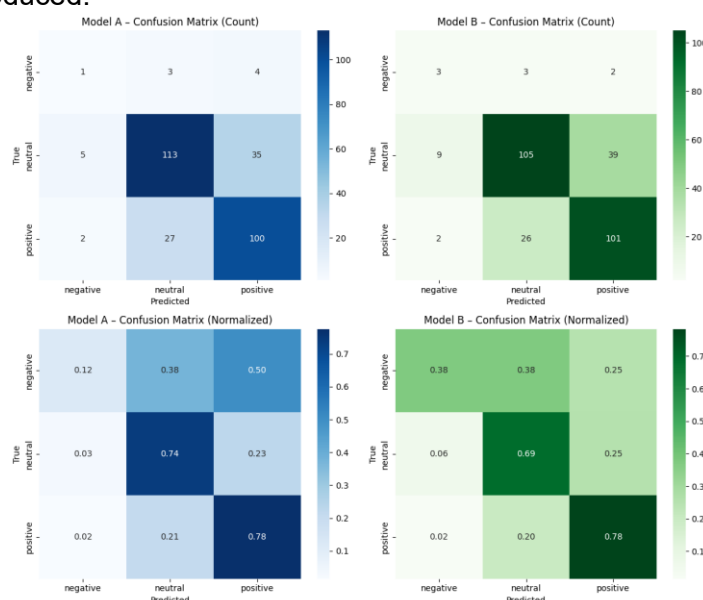 Model A – Confusion Matrix (Count)
negative
neutral
positive
True
1 3 4
5 113 35
2 27 100
negative neutral positive
Predicted
100
80
60
40
20
Model B – Confusion Matrix (Count)
negative
neutral
positive
True
3 3 2
9 105 39
2 26 101
negative neutral positive
Predicted
80
60
40
20
Model A – Confusion Matrix (Normalized)
negative
neutral
positive
True
0.12 0.38 0.50
0.03 0.74 0.23
0.02 0.21 0.78
negative neutral positive
Predicted
0.7
0.6
0.5
0.4
0.3
0.2
0.1
Model B – Confusion Matrix (Normalized)
negative
neutral
positive
True
0.38 0.38 0.25
0.06 0.69 0.25
0.02 0.20 0.78
negative neutral positive
Predicted